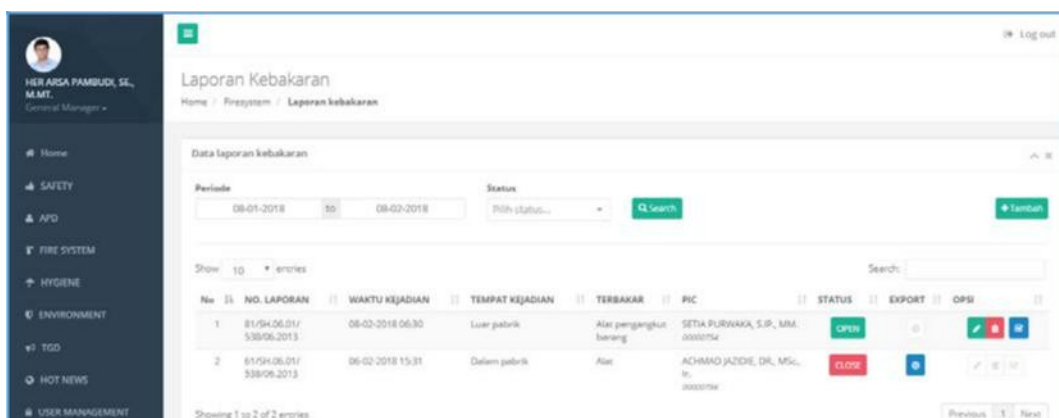 Log out
HER ARSA PAMBUDI, SE.,
M.MT.
General Manager
Laporan Kebakaran
Home / Firesystem / Laporan kebakaran
Home
SAFETY
APD
FIRE SYSTEM
HYGIENE
ENVIRONMENT
TGD
HOT NEWS
USER MANAGEMENT
Data laporan kebakaran
Periode Status
08-01-2018 to 08-02-2018 Pilih status... Search Tambah
Show 10 entries Search:
No NO. LAPORAN WAKTU KEJADIAN TEMPAT KEJADIAN TERBAKAR PIC STATUS EXPORT OPSI
1 81/SH.06.01/ 08-02-2018 06:30 Luar pabrik Alat pengangkut SETIA PURWAKA, S.IP., MM. OPEN
538/06.2013 barang
2 61/SH.06.01/ 06-02-2018 15:31 Dalam pabrik Alat ACHMAD JAZIDIE, DR., MSc., CLOSE
538/06.2013 Ir.
Showing 1 to 2 of 2 entries Previous 1 Next